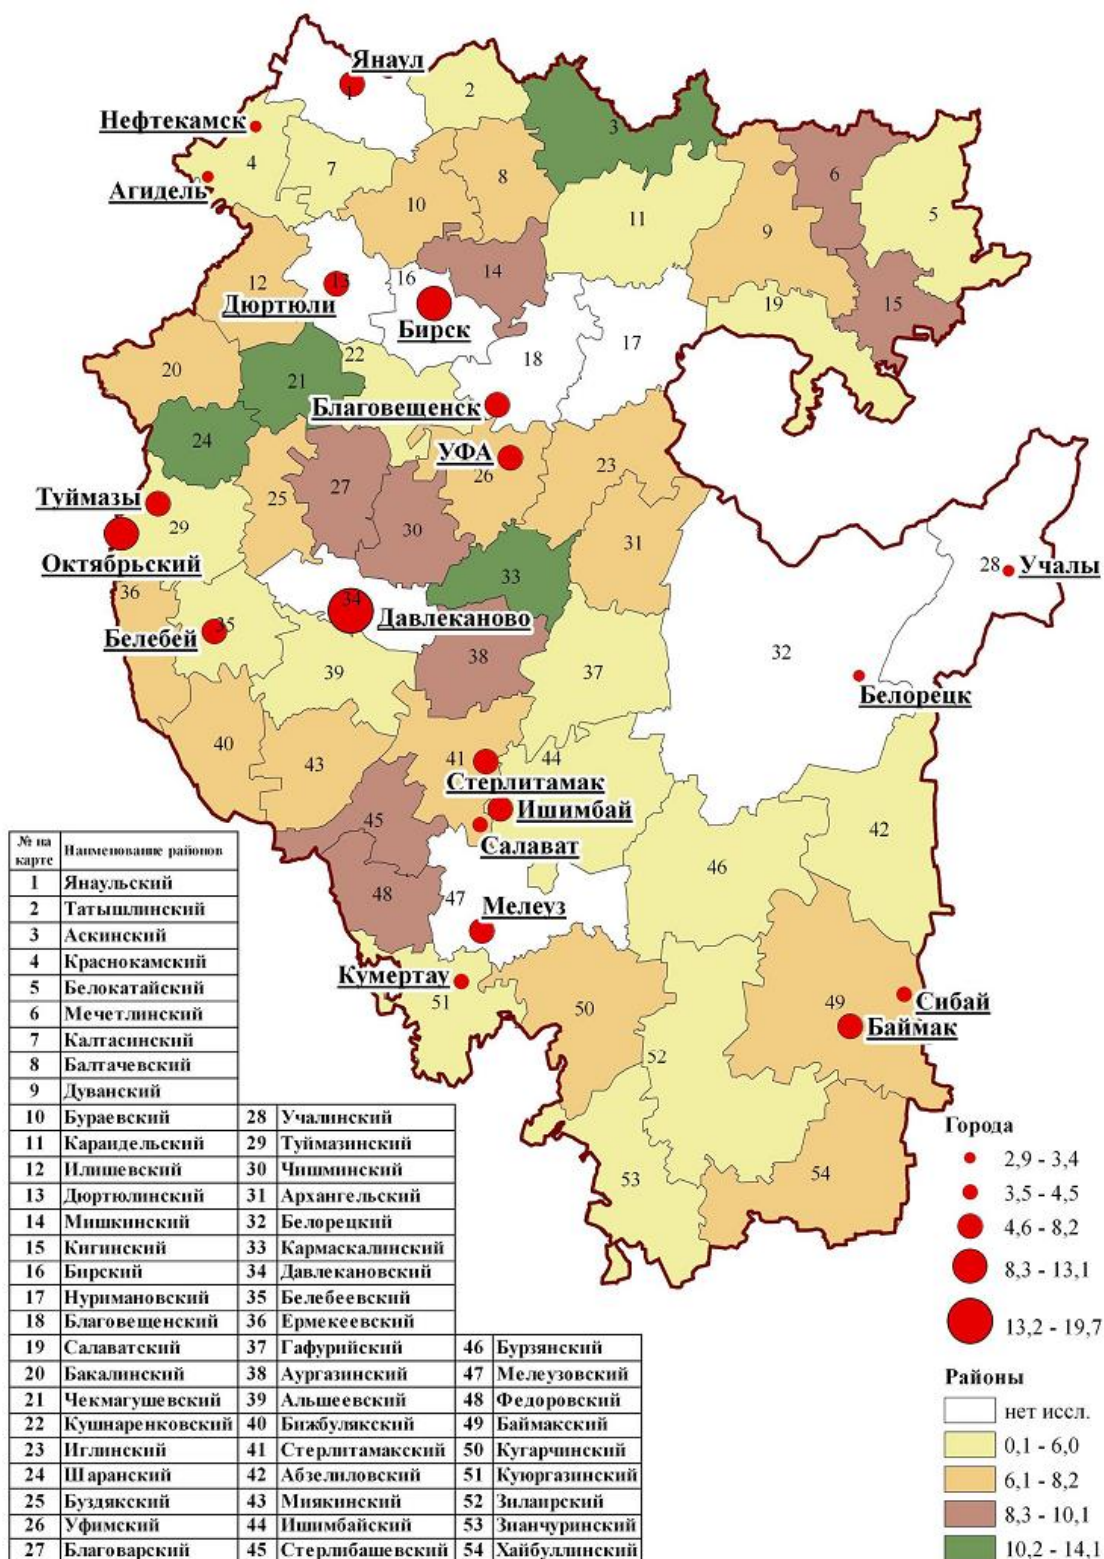 Янаул
1
2
3
Нефтекамск
4
7
8
6
5
Агидель
10
11
9
12
13
16
14
19
15
Дюртюли
Бирск
17
18
20
22
21
Благовещенск
24
УФА
26
23
Туймазы
25
27
30
31
29
Октябрьский
33
28
Учалы
36
34
Давлеканово
Белебей
35
32
38
37
39
Белорецк
40
43
41
44
Стерлитамак
Ишимбай
45
Салават
42
46
48
47
Мелеуз
Кумертау
51
50
49
Сибай
Баймак
52
53
54
№ на карте Наименование районов
1 Янаульский
2 Татышлинский
3 Аскинский
4 Краснокамский
5 Белокатайский
6 Мечетлинский
7 Калтасинский
8 Балтачевский
9 Дуванский
10 Бураевский 28 Учалинский
11 Караидельский 29 Туймазинский
12 Илишевский 30 Чишминский
13 Дюртюлинский 31 Архангельский
14 Мишкинский 32 Белорецкий
15 Кигинский 33 Кармаскалинский
16 Бирский 34 Давлекановский
17 Нуримановский 35 Белебеевский
18 Благовещенский 36 Ермекеевский
19 Салаватский 37 Гафурийский 46 Бурзянский
20 Бакалинский 38 Аургазинский 47 Мелеузовский
21 Чекмагушевский 39 Альшеевский 48 Федоровский
22 Кушнаренковский 40 Бижбулякский 49 Баймакский
23 Иглинский 41 Стерлитамакский 50 Кугарчинский
24 Шаранский 42 Абзелиловский 51 Куюргазинский
25 Буздякский 43 Миякинский 52 Зилаирский
26 Уфимский 44 Ишимбайский 53 Зианчуринский
27 Благоварский 45 Стерлибашевский 54 Хайбуллинский
Города
2,9 - 3,4
3,5 - 4,5
4,6 - 8,2
8,3 - 13,1
13,2 - 19,7
Районы
нет иссл.
0,1 - 6,0
6,1 - 8,2
8,3 - 10,1
10,2 - 14,1